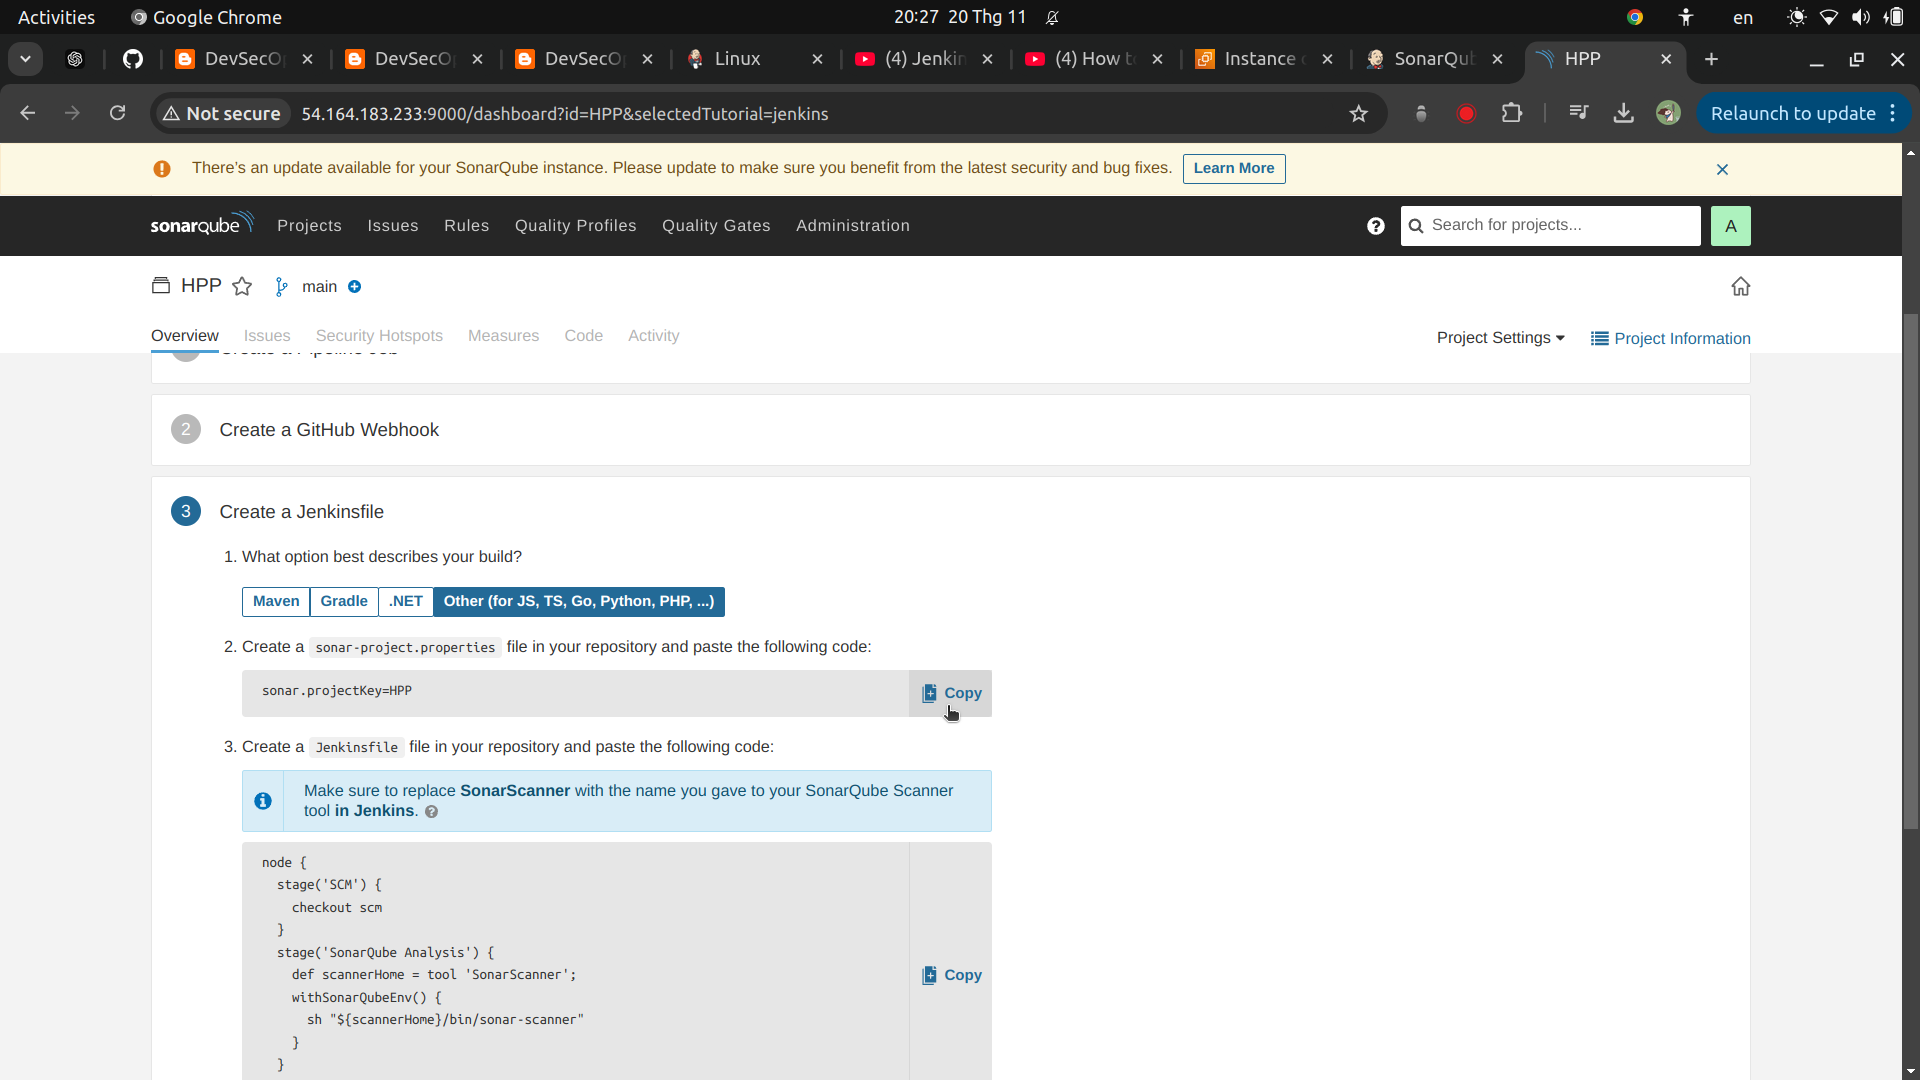 Activities
Google Chrome
20:27 20 Thg 11
en
DevSecO
DevSecO
DevSecO
Linux
(4) Jenkin
(4) How t
Instance
SonarQu
HPP
Not secure
54.164.183.233:9000/dashboard?id=HPP&selectedTutorial=jenkins
Relaunch to update
There's an update available for your SonarQube instance. Please update to make sure you benefit from the latest security and bug fixes.
Learn More
sonarqube
Projects
Issues
Rules
Quality Profiles
Quality Gates
Administration
Search for projects...
A
HPP
main
Overview
Issues
Security Hotspots
Measures
Code
Activity
Project Settings
Project Information
Create a Pipeline Job
2
Create a GitHub Webhook
3
Create a Jenkinsfile
1. What option best describes your build?
Maven
Gradle
.NET
Other (for JS, TS, Go, Python, PHP, ...)
2. Create a sonar-project.properties file in your repository and paste the following code:
sonar.projectKey=HPP
Copy
3. Create a Jenkinsfile file in your repository and paste the following code:
Make sure to replace SonarScanner with the name you gave to your SonarQube Scanner
tool in Jenkins.
node {
  stage('SCM') {
    checkout scm
  }
  stage('SonarQube Analysis') {
    def scannerHome = tool 'SonarScanner';
    withSonarQubeEnv() {
      sh "${scannerHome}/bin/sonar-scanner"
    }
  }
Copy